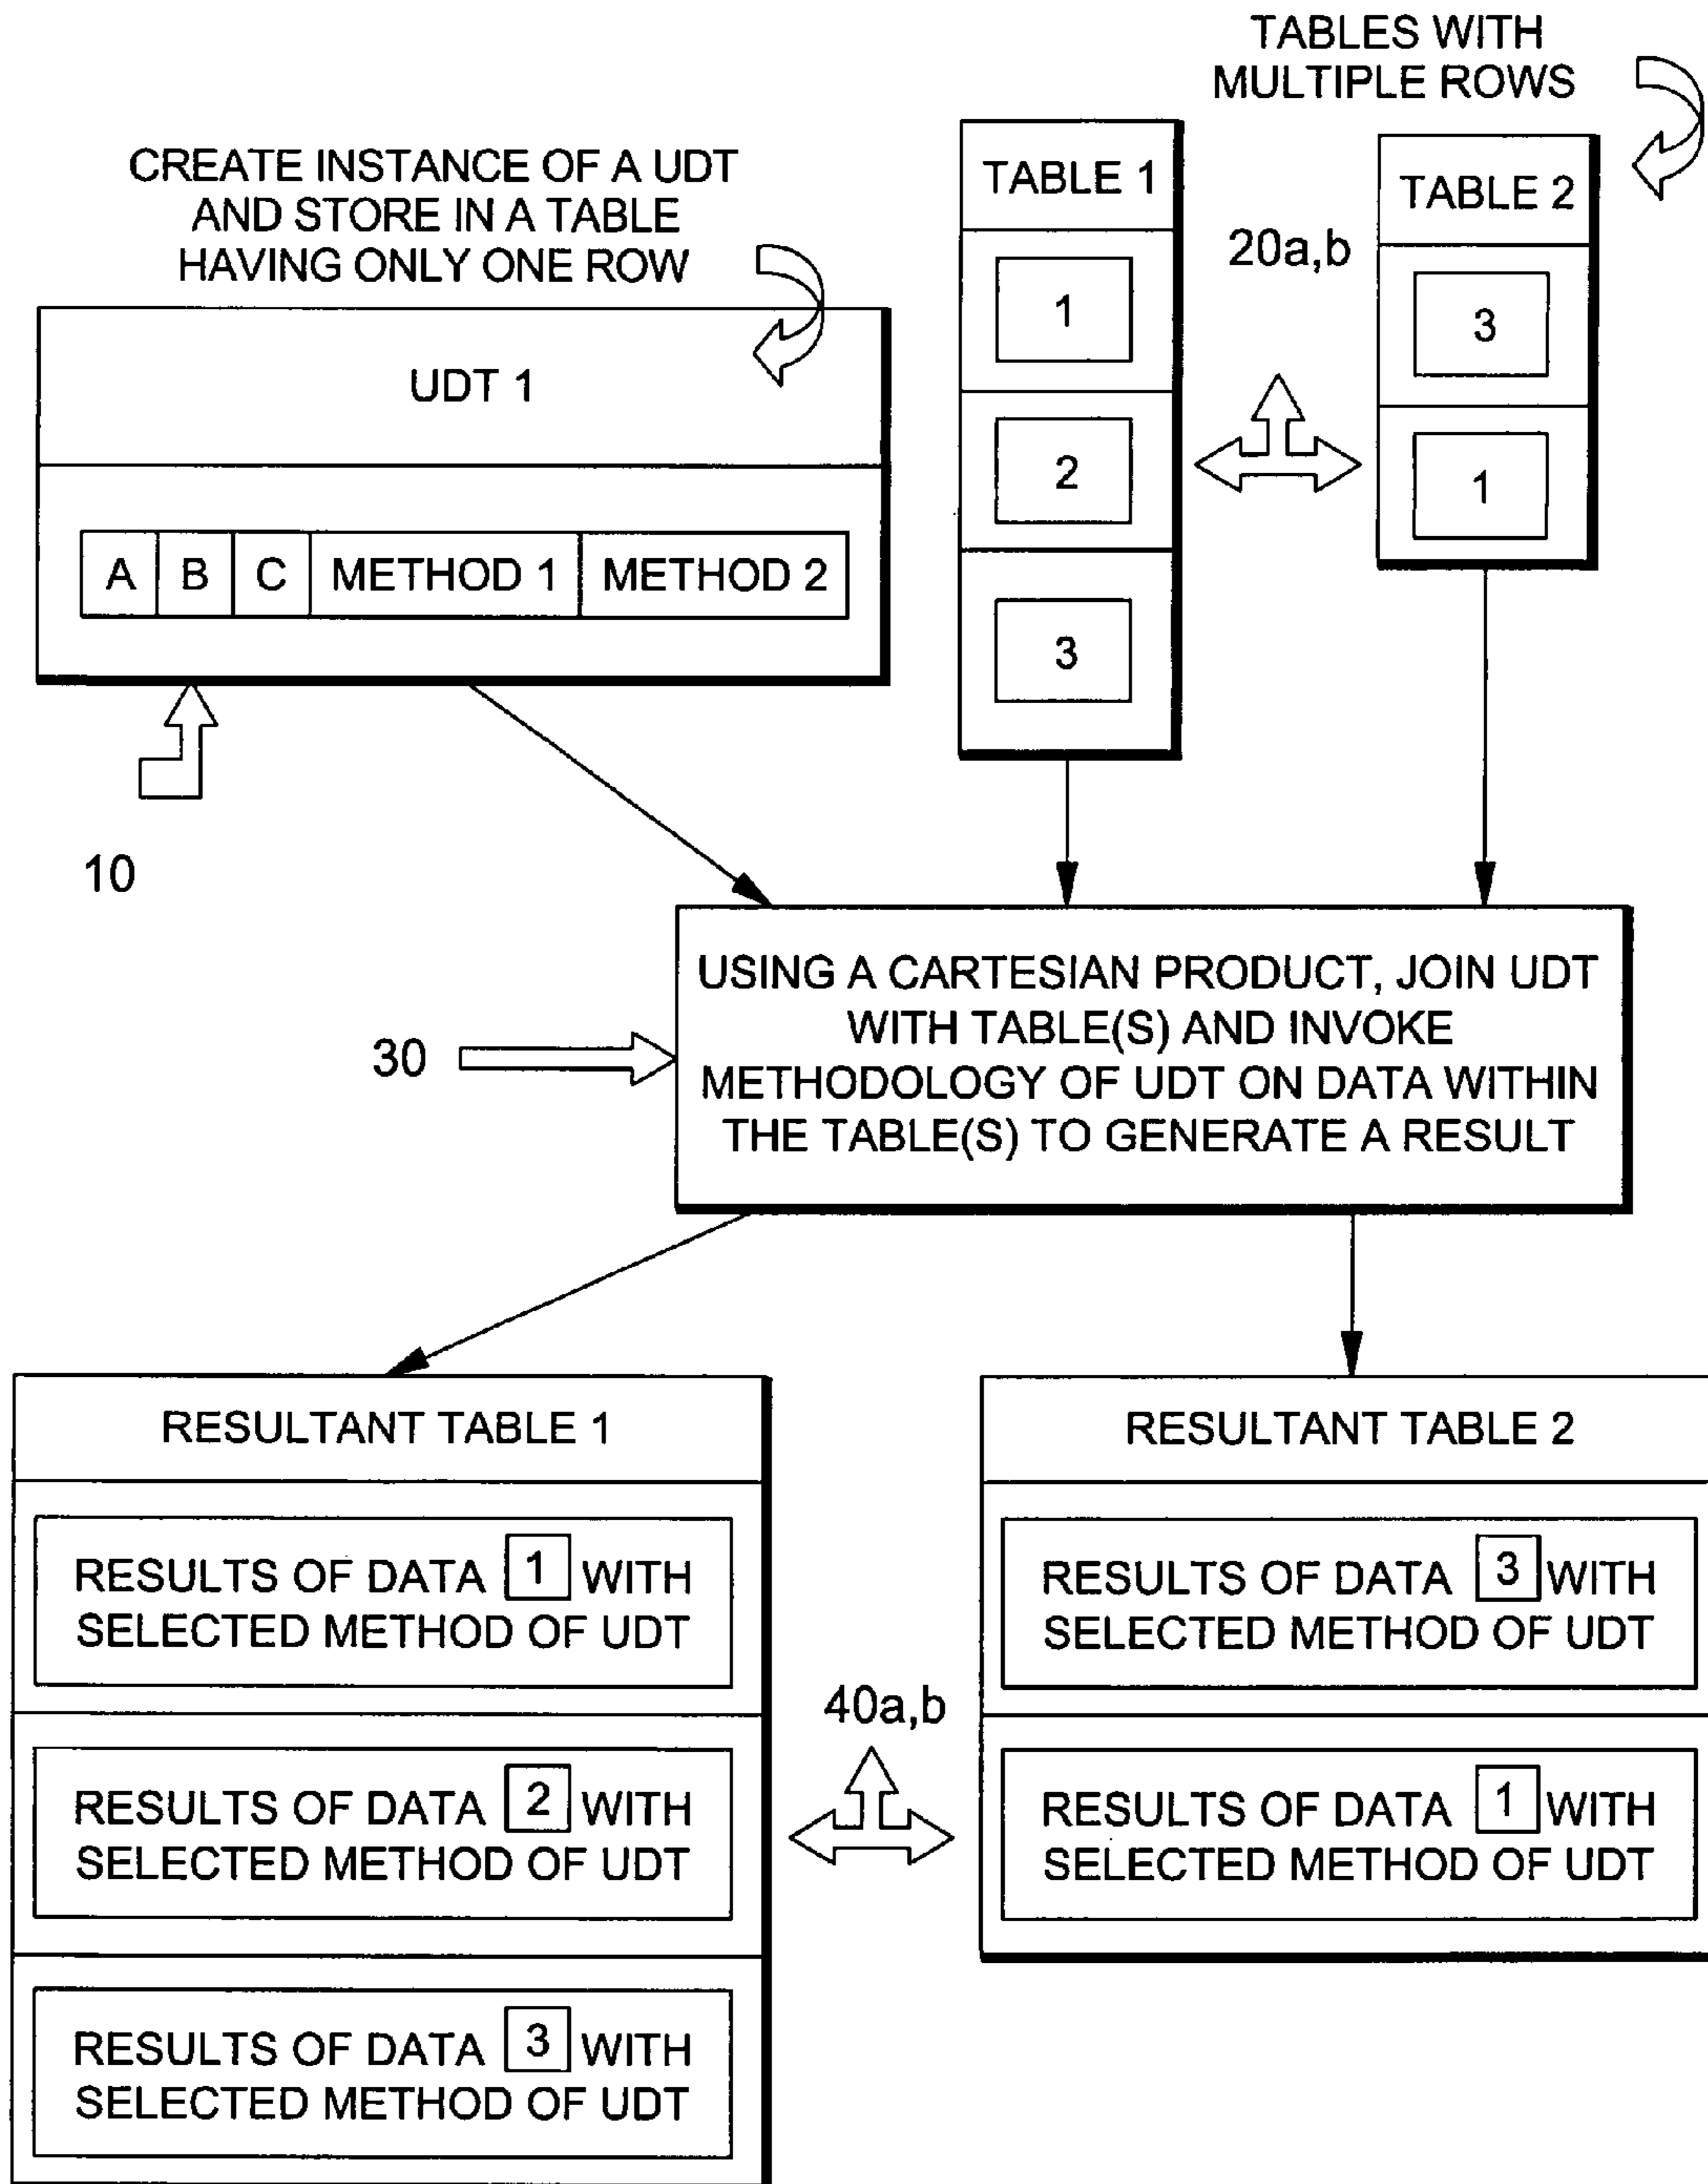 TABLES WITH
MULTIPLE ROWS
CREATE INSTANCE OF A UDT
AND STORE IN A TABLE
HAVING ONLY ONE ROW
UDT 1
A B C METHOD 1 METHOD 2
10
TABLE 1
1
2
3
20a,b
TABLE 2
3
1
30
USING A CARTESIAN PRODUCT, JOIN UDT
WITH TABLE(S) AND INVOKE
METHODOLOGY OF UDT ON DATA WITHIN
THE TABLE(S) TO GENERATE A RESULT
RESULTANT TABLE 1
RESULTS OF DATA 1 WITH
SELECTED METHOD OF UDT
RESULTS OF DATA 2 WITH
SELECTED METHOD OF UDT
RESULTS OF DATA 3 WITH
SELECTED METHOD OF UDT
40a,b
RESULTANT TABLE 2
RESULTS OF DATA 3 WITH
SELECTED METHOD OF UDT
RESULTS OF DATA 1 WITH
SELECTED METHOD OF UDT